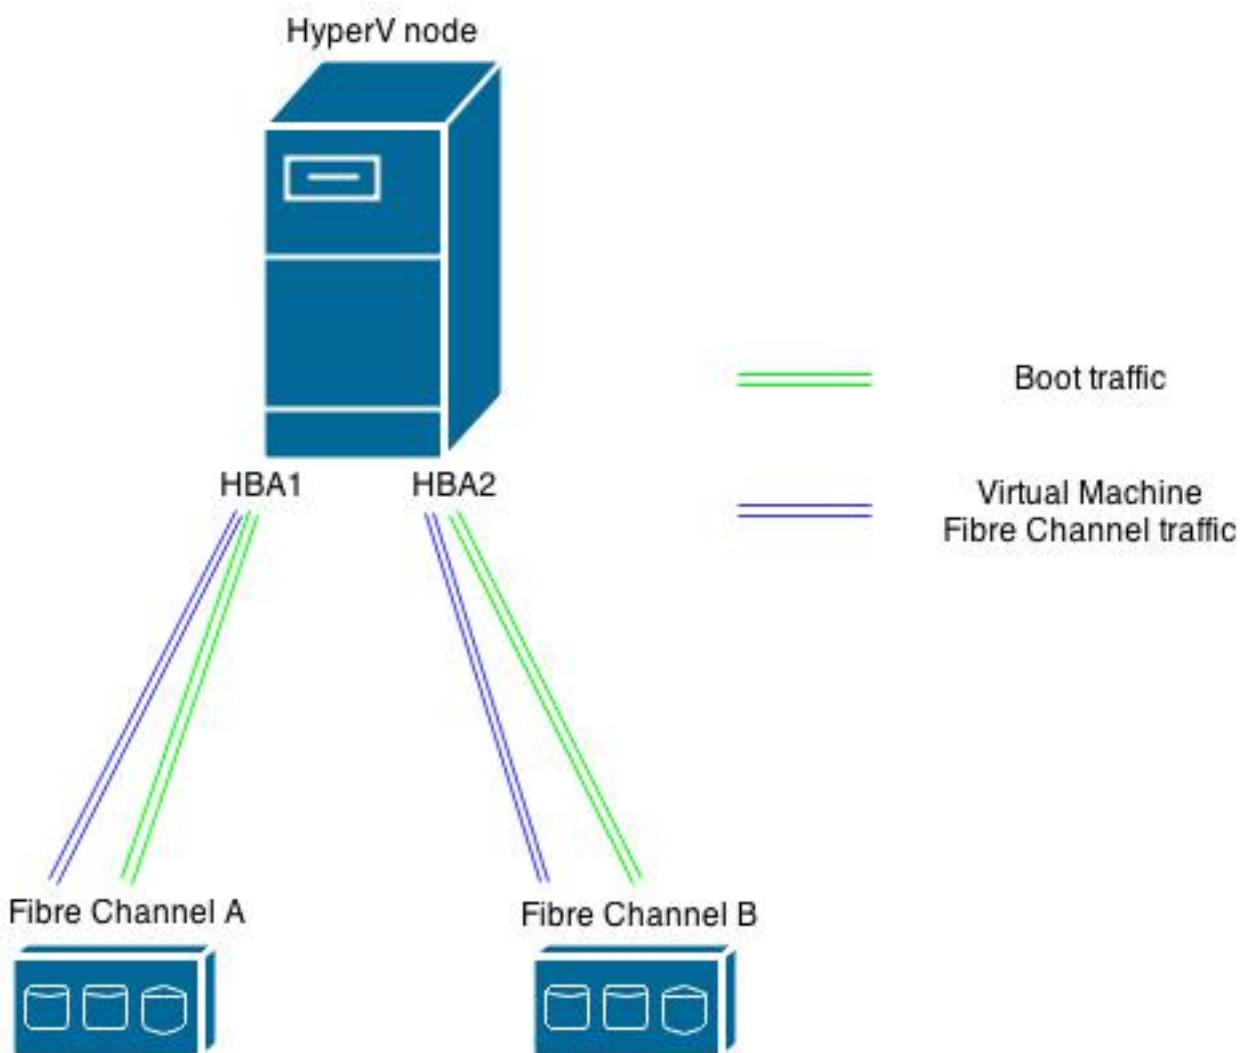 HyperV node
Boot traffic
HBA1
HBA2
Virtual Machine
Fibre Channel traffic
Fibre Channel A
Fibre Channel B